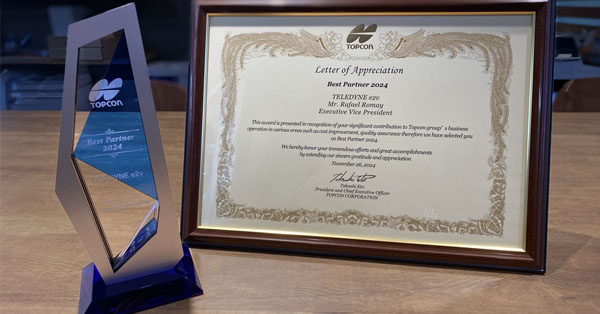 TOPCON
Best Partner
2024
TELEDYNE e2v
TOPCON
Letter of Appreciation
Best Partner 2024
TELEDYNE e2v
Mr. Rafael Romay
Executive Vice President
This award is presented in recognition of your significant contribution to Topcon group's business
operation in various areas such as cost improvement, quality assurance therefore we have selected you
as Best Partner 2024
We hereby honor your tremendous efforts and great accomplishments
by extending our sincere gratitude and appreciation
November 26, 2024
Takashi Eto
President and Chief Executive Officer
TOPCON CORPORATION